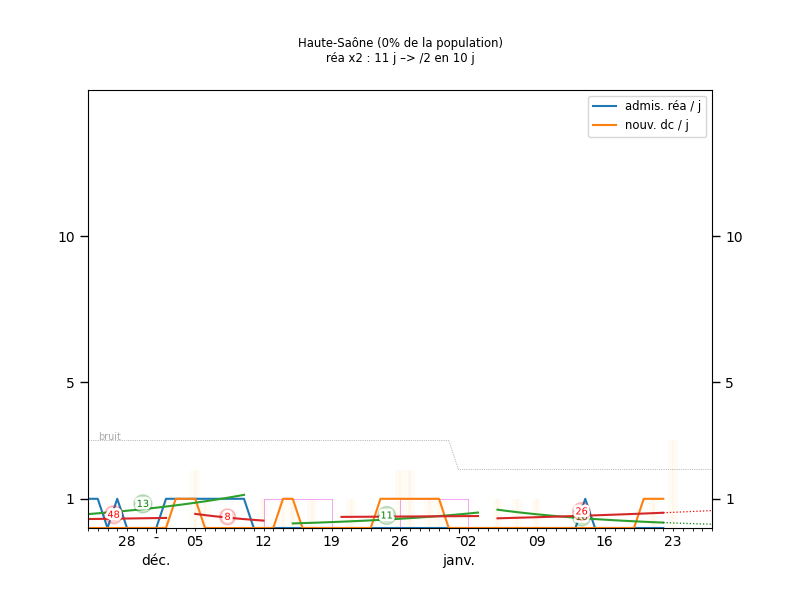 Haute-Saône (0% de la population)
réa x2 : 11 j –> /2 en 10 j
admis. réa / j
nouv. dc / j
10 10
5 5
bruit
1 1
13
48 8 11 26
28 - 05 12 19 26 02 09 16 23
déc. janv.